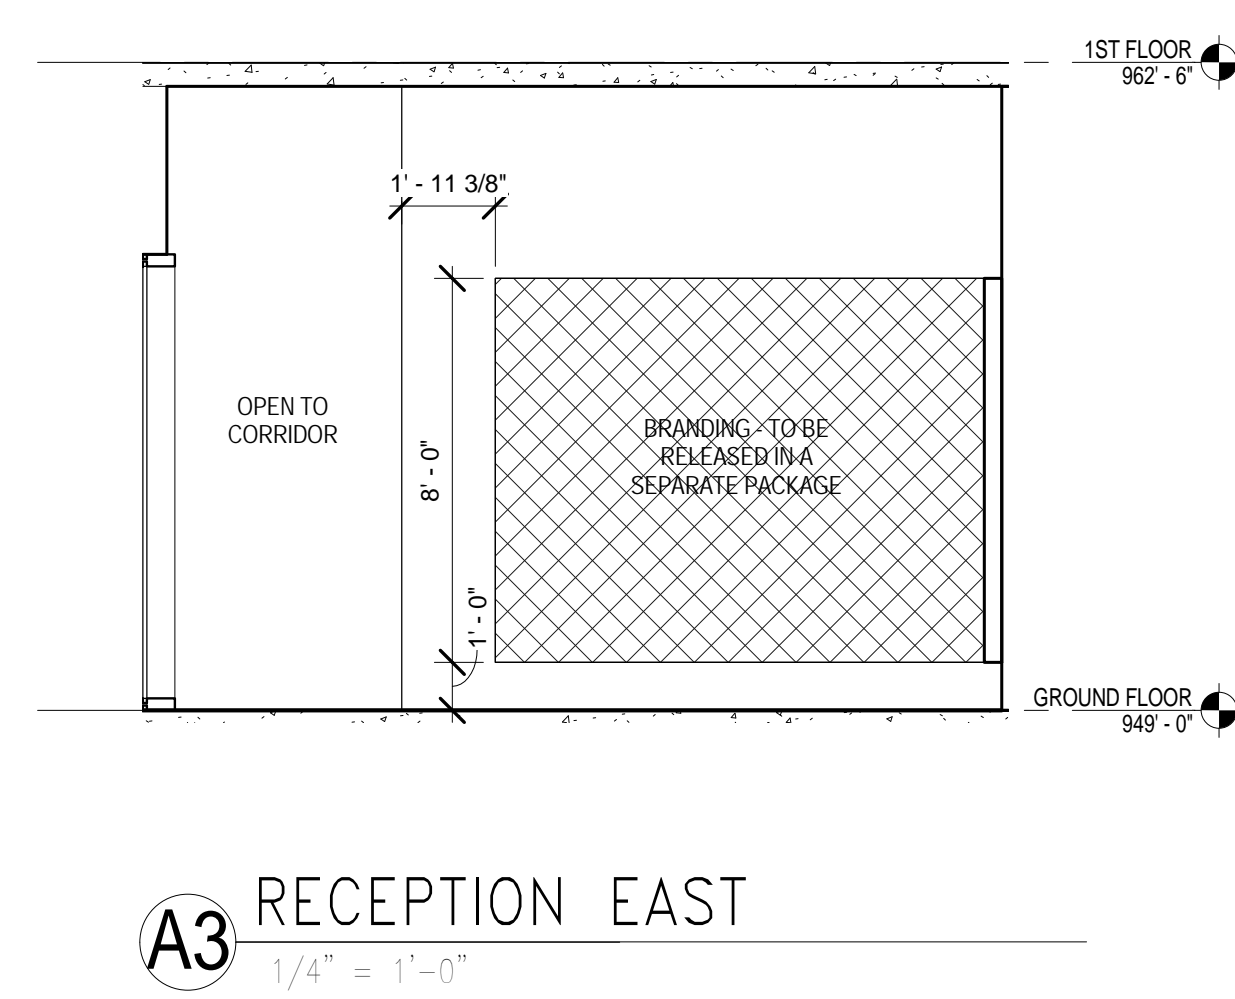 1ST FLOOR
962' - 6"
1' - 11 3/8"
OPEN TO
CORRIDOR
8' - 0"
BRANDING - TO BE
RELEASED IN A
SEPARATE PACKAGE
1' - 0"
GROUND FLOOR
949' - 0"
A3
RECEPTION EAST
1/4" = 1'-0"